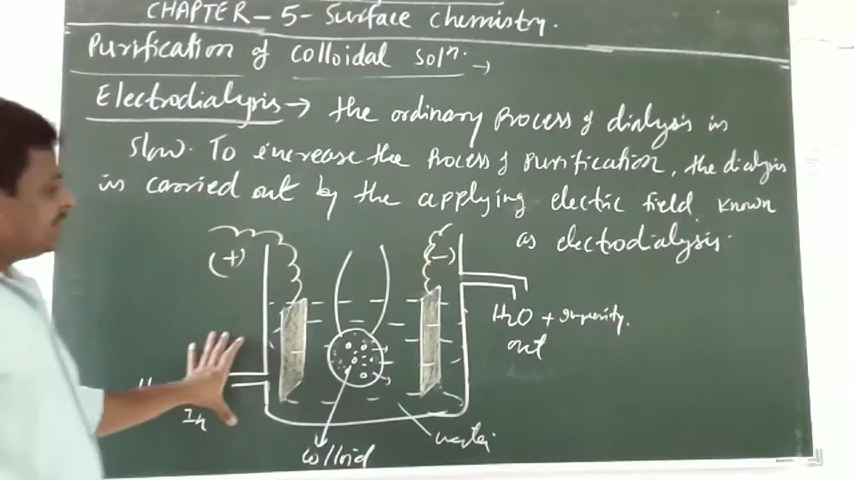 CHAPTER - 5 - Surface Chemistry.
Purification of colloidal soln. →
Electrodialysis → the ordinary process of dialysis is
slow. To increase the process of purification, the dialysis
is carried out by the applying electric field known
as electrodialysis.
(+)
(-)
H2O + Impurity.
out
In
colloid
water